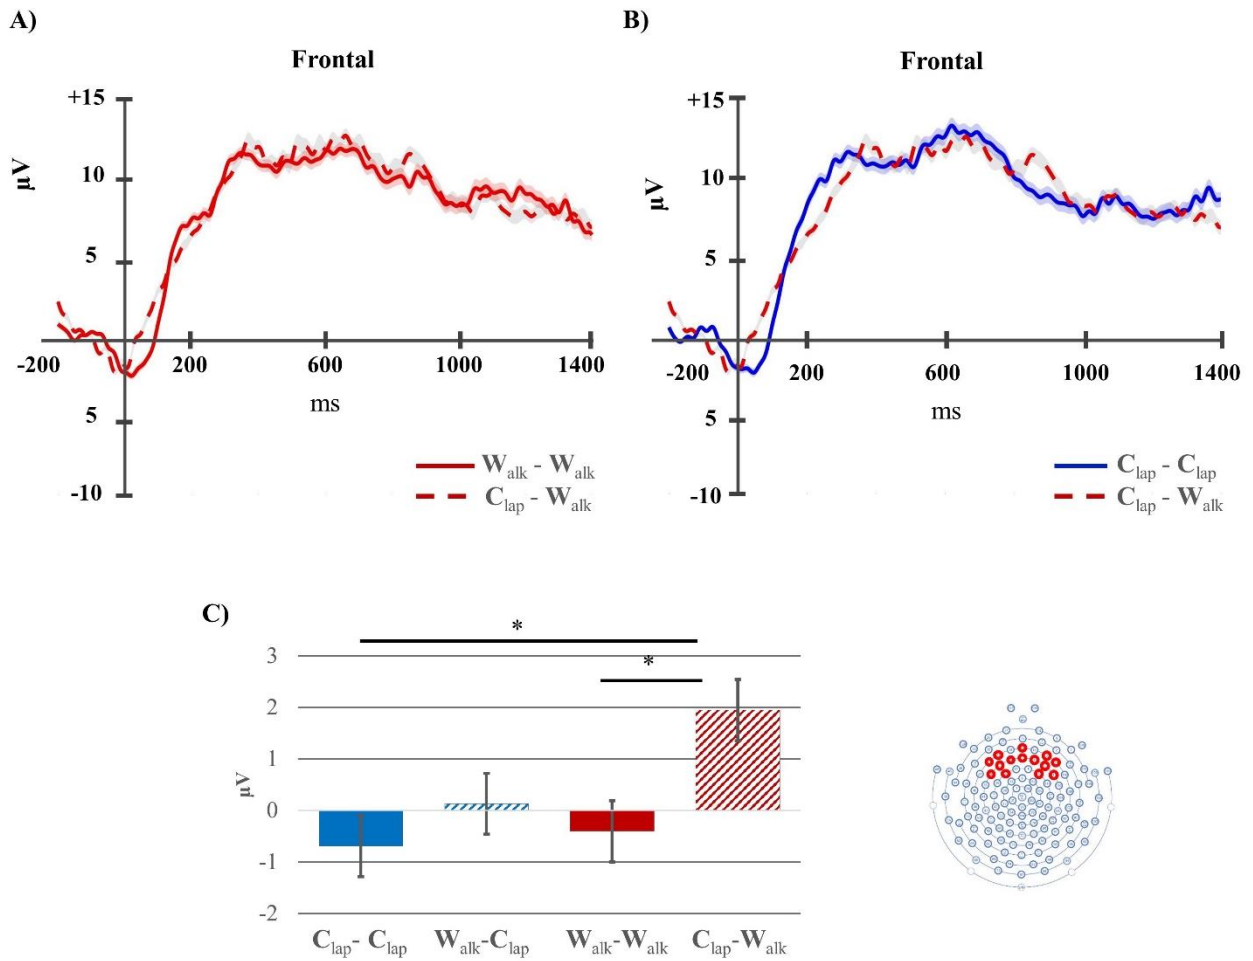 A)
Frontal
+15
µV
10
5
-200
200
600
1000
1400
ms
5
-10
Walk - Walk
Clap - Walk
B)
Frontal
+15
µV
10
5
-200
200
600
1000
1400
ms
5
-10
Clap - Clap
Clap - Walk
C)
*
*
3
2
1
µV
0
-1
-2
Clap- Clap
Walk-Clap
Walk-Walk
Clap-Walk